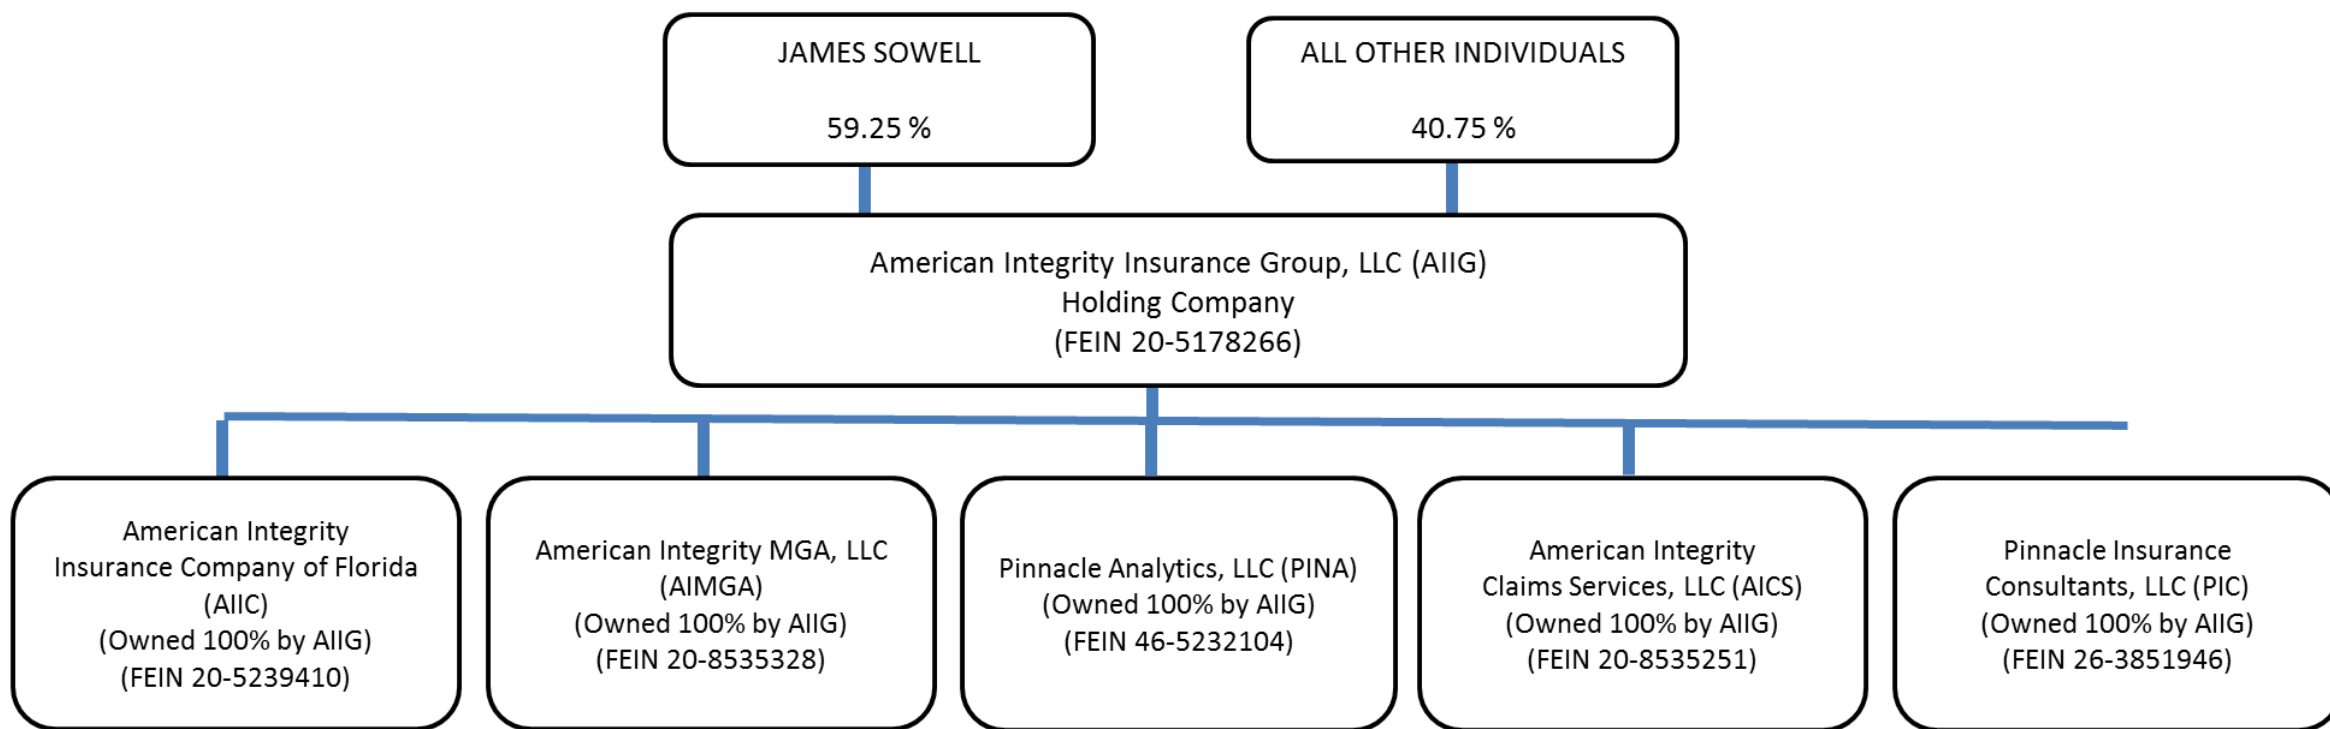 JAMES SOWELL
59.25 %
ALL OTHER INDIVIDUALS
40.75 %
American Integrity Insurance Group, LLC (AIIG)
Holding Company
(FEIN 20-5178266)
American Integrity
Insurance Company of Florida
(AIIC)
(Owned 100% by AIIG)
(FEIN 20-5239410)
American Integrity MGA, LLC
(AIMGA)
(Owned 100% by AIIG)
(FEIN 20-8535328)
Pinnacle Analytics, LLC (PINA)
(Owned 100% by AIIG)
(FEIN 46-5232104)
American Integrity
Claims Services, LLC (AICS)
(Owned 100% by AIIG)
(FEIN 20-8535251)
Pinnacle Insurance
Consultants, LLC (PIC)
(Owned 100% by AIIG)
(FEIN 26-3851946)